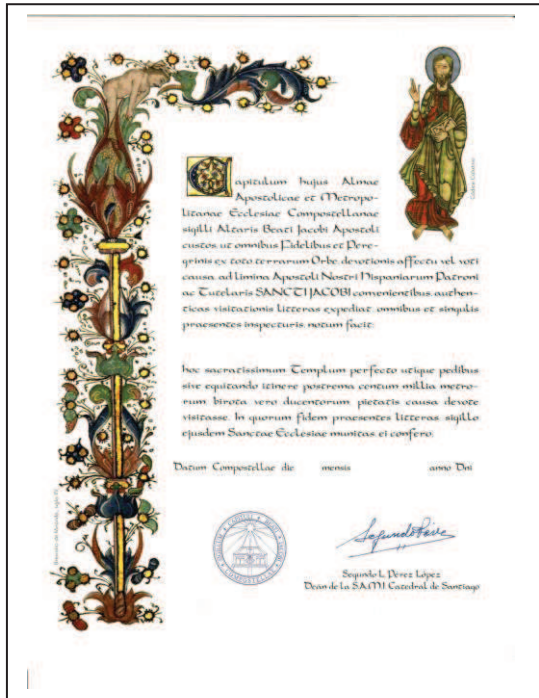 Capitulum hujus Almae
Apostolicae et Metropo-
litanae Ecclesiae Compostellanae
sigilli Altaris Beati Jacobi Apostoli
custos ut omnibus Fidelibus et Pere-
grinis ex toto terrarum Orbe, devotionis affectu vel voti
causa ad limina Apostoli Nostri Hispaniarum Patroni
ac Tutelaris SANCTI JACOBI convenientibus, authen-
ticas visitationis litteras expediat, omnibus et singulis
praesentes inspecturis, notum facit:
hoc sacratissimum Templum perfecto utique pedibus
sive equitando itinere postrema centum millia metro-
rum birota vero ducentorum pietatis causa devote
visitasse. In quorum fidem praesentes litteras sigillo
ejusdem Sanctae Ecclesiae munitas ei confero.
Datum Compostellae die mensis anno Dni
Segundo L. Pérez López
Deán de la S.A.M.I. Catedral de Santiago